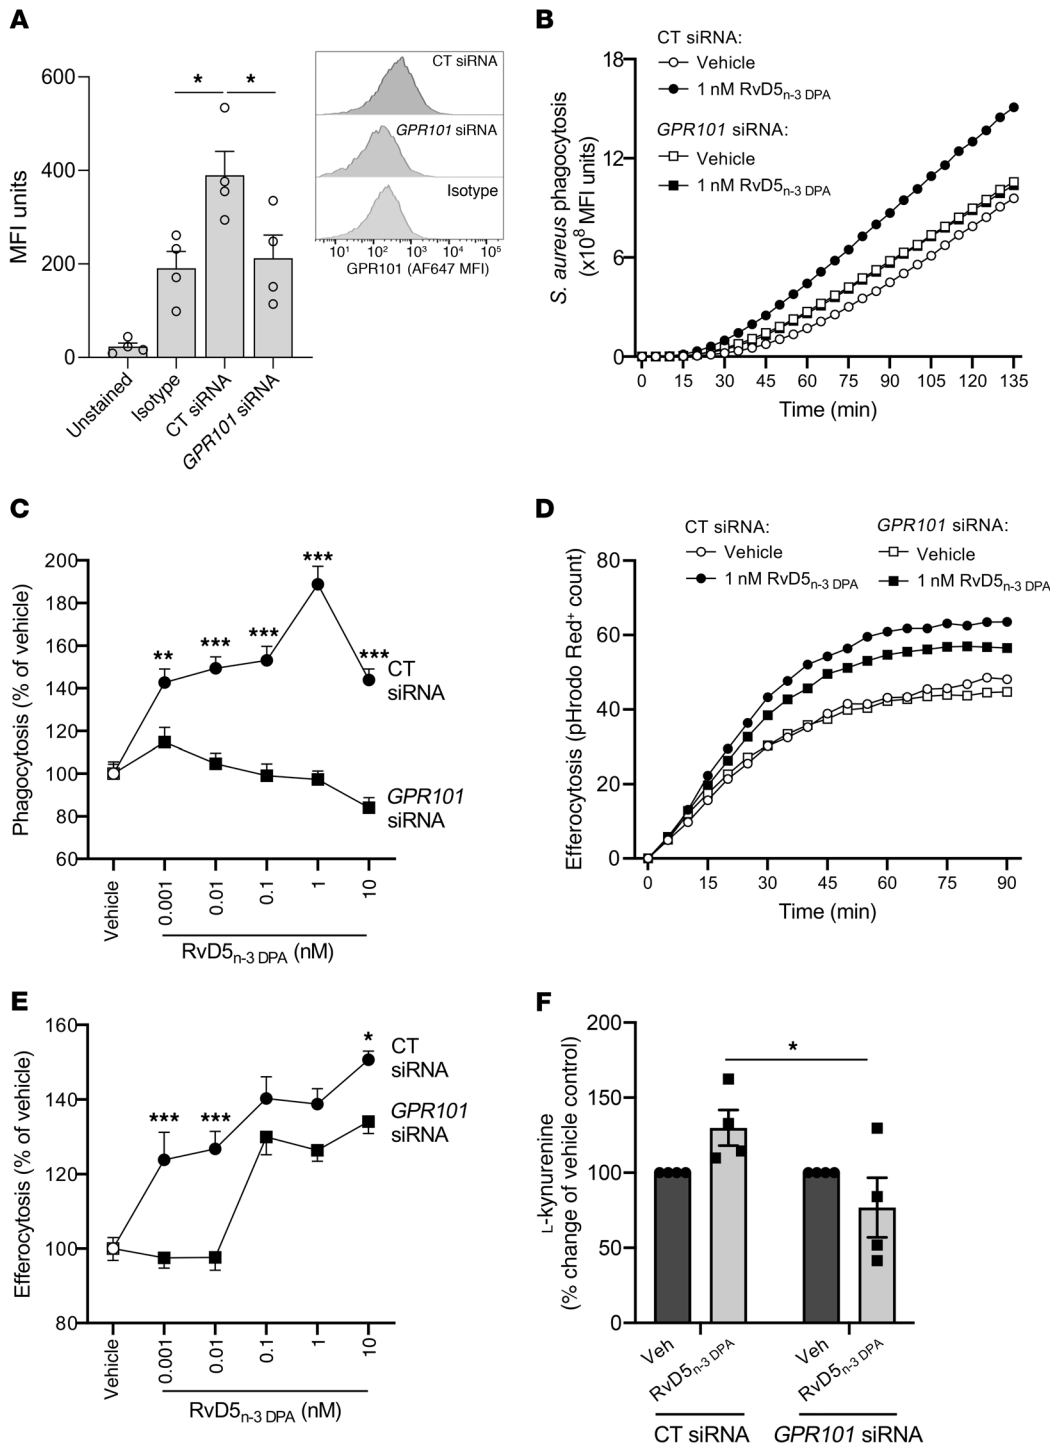 A
600
400
200
0
MFI units
*
*
Unstained
Isotype
CT siRNA
GPR101 siRNA
CT siRNA
GPR101 siRNA
Isotype
10¹ 10² 10³ 10⁴ 10⁵
GPR101 (AF647 MFI)
B
CT siRNA:
Vehicle
1 nM RvD5n-3 DPA
GPR101 siRNA:
Vehicle
1 nM RvD5n-3 DPA
18
12
6
0
S. aureus phagocytosis
(x10⁸ MFI units)
0 15 30 45 60 75 90 105 120 135
Time (min)
C
200
180
160
140
120
100
80
60
Phagocytosis (% of vehicle)
**
***
***
***
***
CT
siRNA
GPR101
siRNA
Vehicle
0.001
0.01
0.1
1
10
RvD5n-3 DPA (nM)
D
CT siRNA:
Vehicle
1 nM RvD5n-3 DPA
GPR101 siRNA:
Vehicle
1 nM RvD5n-3 DPA
80
60
40
20
0
Efferocytosis (pHrodo Red⁺ count)
0 15 30 45 60 75 90
Time (min)
E
160
140
120
100
80
Efferocytosis (% of vehicle)
***
***
*
CT
siRNA
GPR101
siRNA
Vehicle
0.001
0.01
0.1
1
10
RvD5n-3 DPA (nM)
F
200
150
100
50
0
L-kynurenine
(% change of vehicle control)
*
Veh
RvD5n-3 DPA
Veh
RvD5n-3 DPA
CT siRNA
GPR101 siRNA